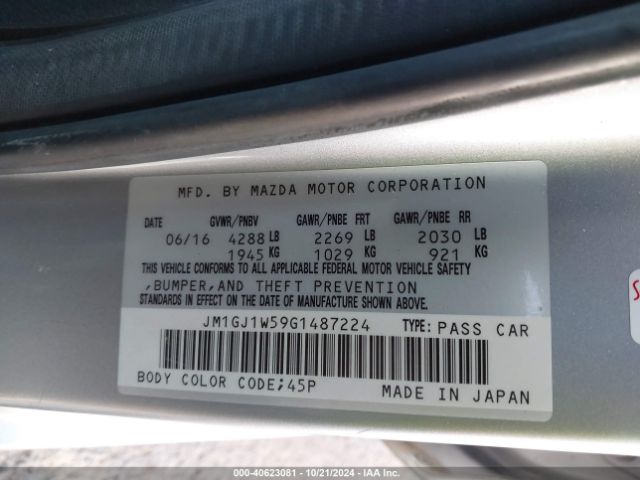 MFD. BY MAZDA MOTOR CORPORATION
DATE GVWR/PNBV GAWR/PNBE FRT GAWR/PNBE RR
06/16 4288 LB 2269 LB 2030 LB
1945 KG 1029 KG 921 KG
THIS VEHICLE CONFORMS TO ALL APPLICABLE FEDERAL MOTOR VEHICLE SAFETY
,BUMPER,AND THEFT PREVENTION
STANDARDS IN EFFECT ON THE DATE OF MANUFACTURE SHOWN ABOVE.
JM1GJ1W59G1487224 TYPE: PASS CAR
BODY COLOR CODE;45P MADE IN JAPAN
000-40623081 - 10/21/2024 - IAA Inc.